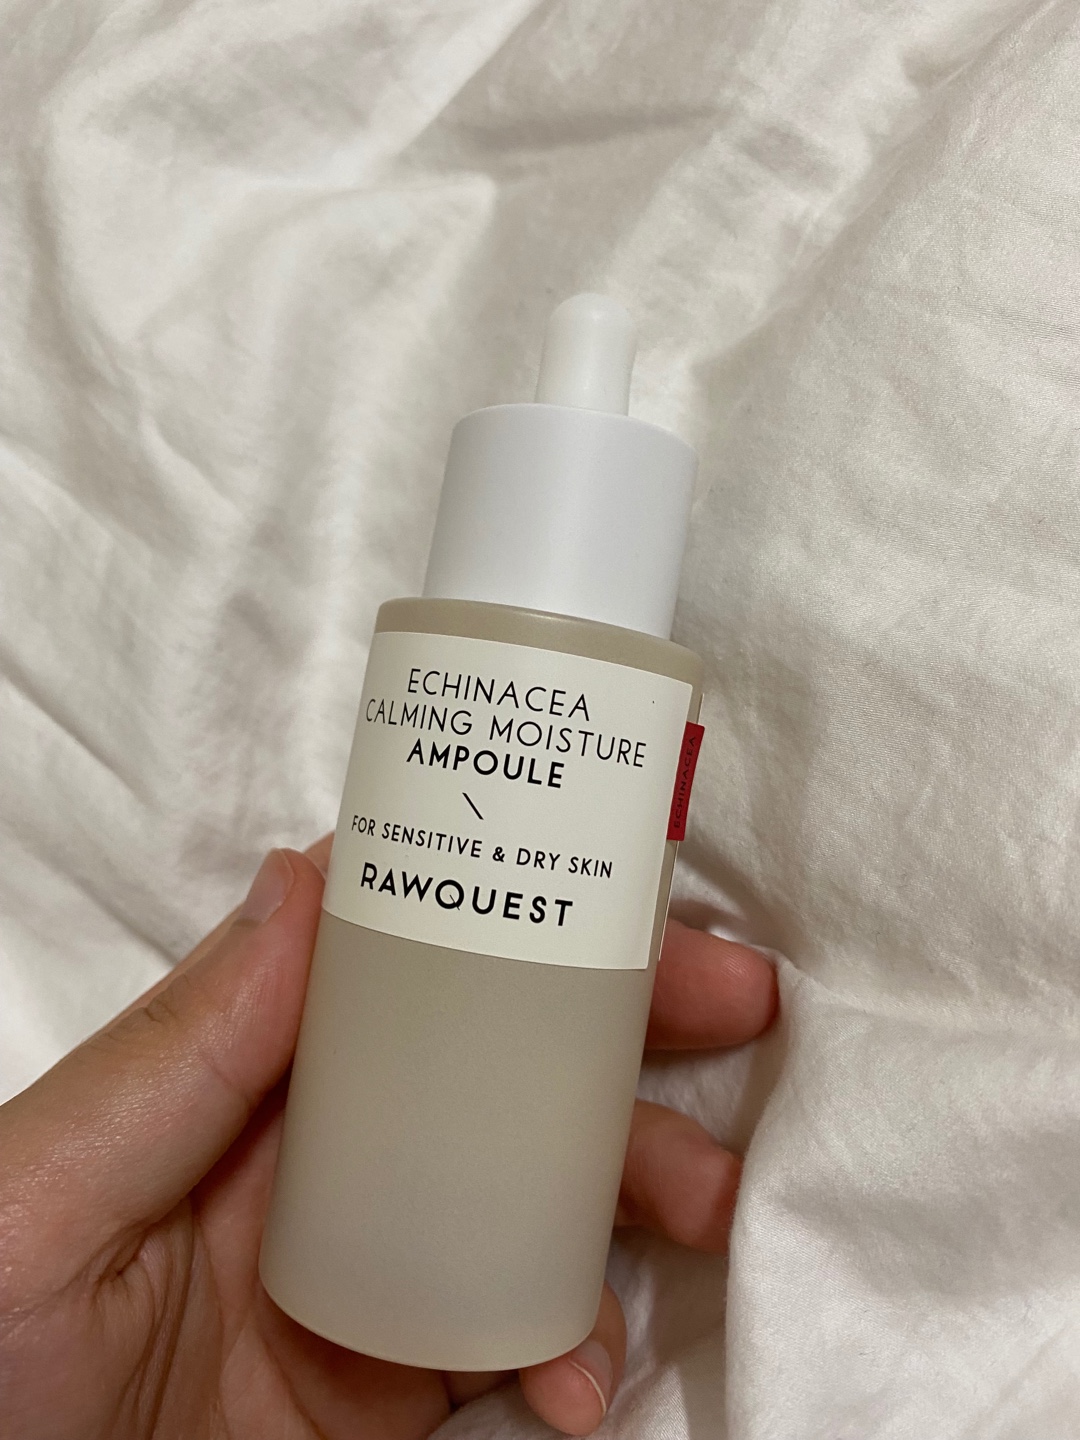 ECHINACEA
CALMING MOISTURE
AMPOULE
\
FOR SENSITIVE & DRY SKIN
RAWQUEST
ECHINACEA